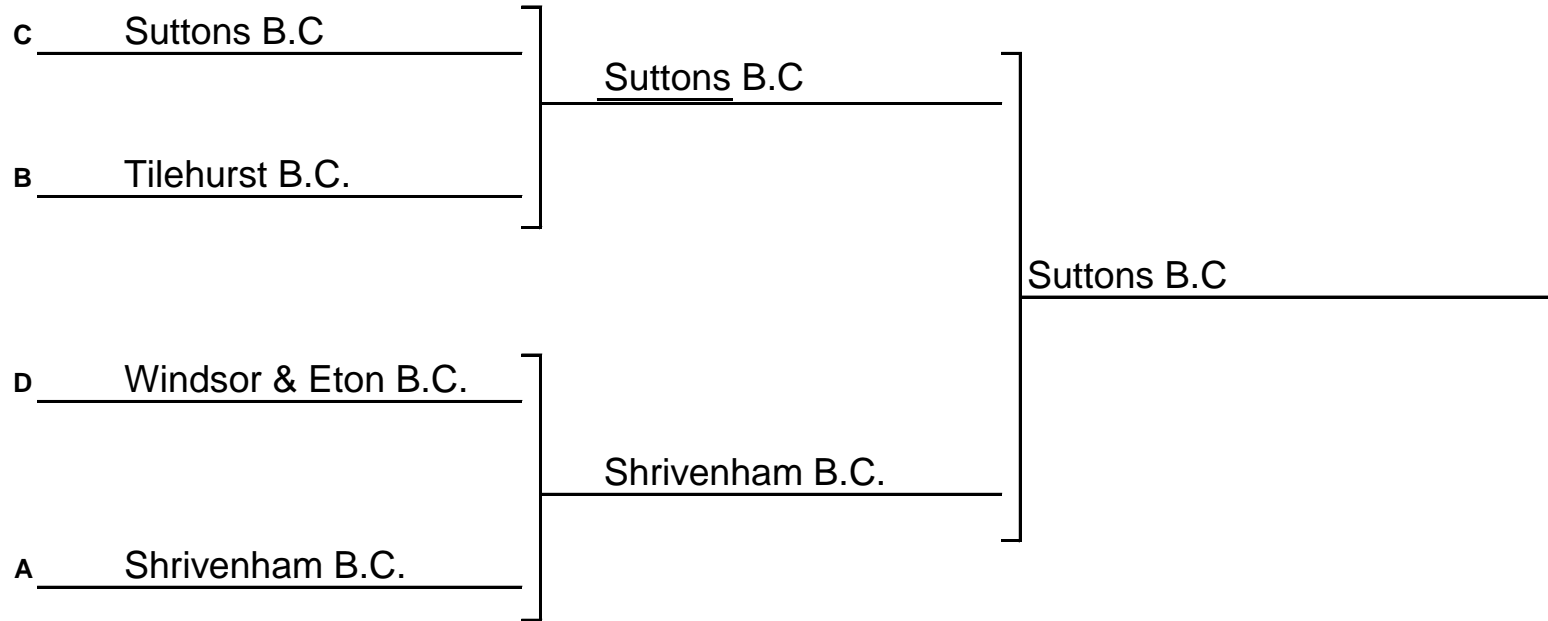 C Suttons B.C
Suttons B.C
B Tilehurst B.C.
Suttons B.C
D Windsor & Eton B.C.
Shrivenham B.C.
A Shrivenham B.C.